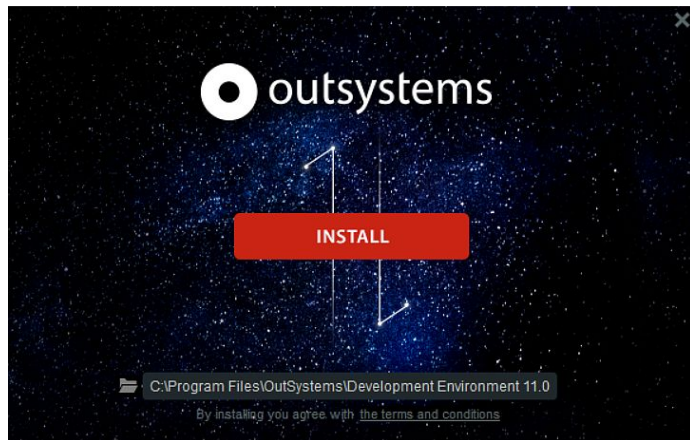 outsystems
INSTALL
C:\Program Files\OutSystems\Development Environment 11.0
By installing you agree with the terms and conditions